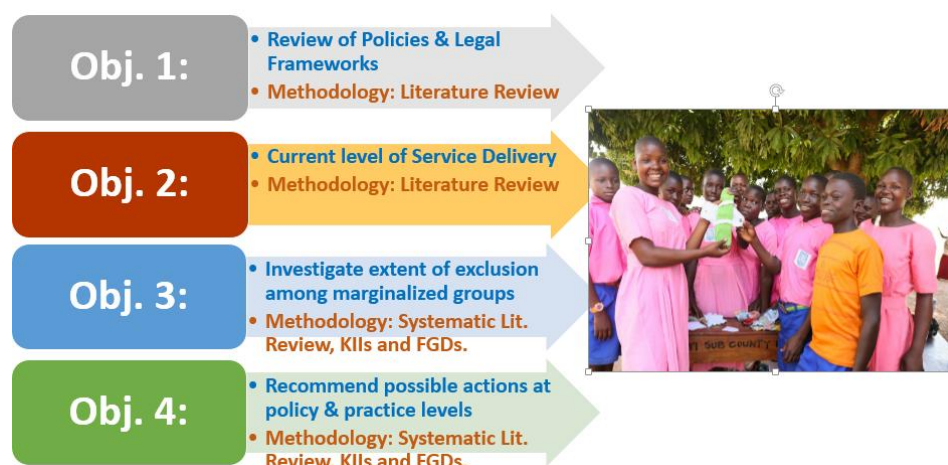 Obj. 1:
• Review of Policies & Legal
Frameworks
• Methodology: Literature Review
Obj. 2:
• Current level of Service Delivery
• Methodology: Literature Review
Obj. 3:
• Investigate extent of exclusion
among marginalized groups
• Methodology: Systematic Lit.
Review, KIIs and FGDs.
Obj. 4:
• Recommend possible actions at
policy & practice levels
• Methodology: Systematic Lit.
Review, KIIs and FGDs.
SUB COUNTY